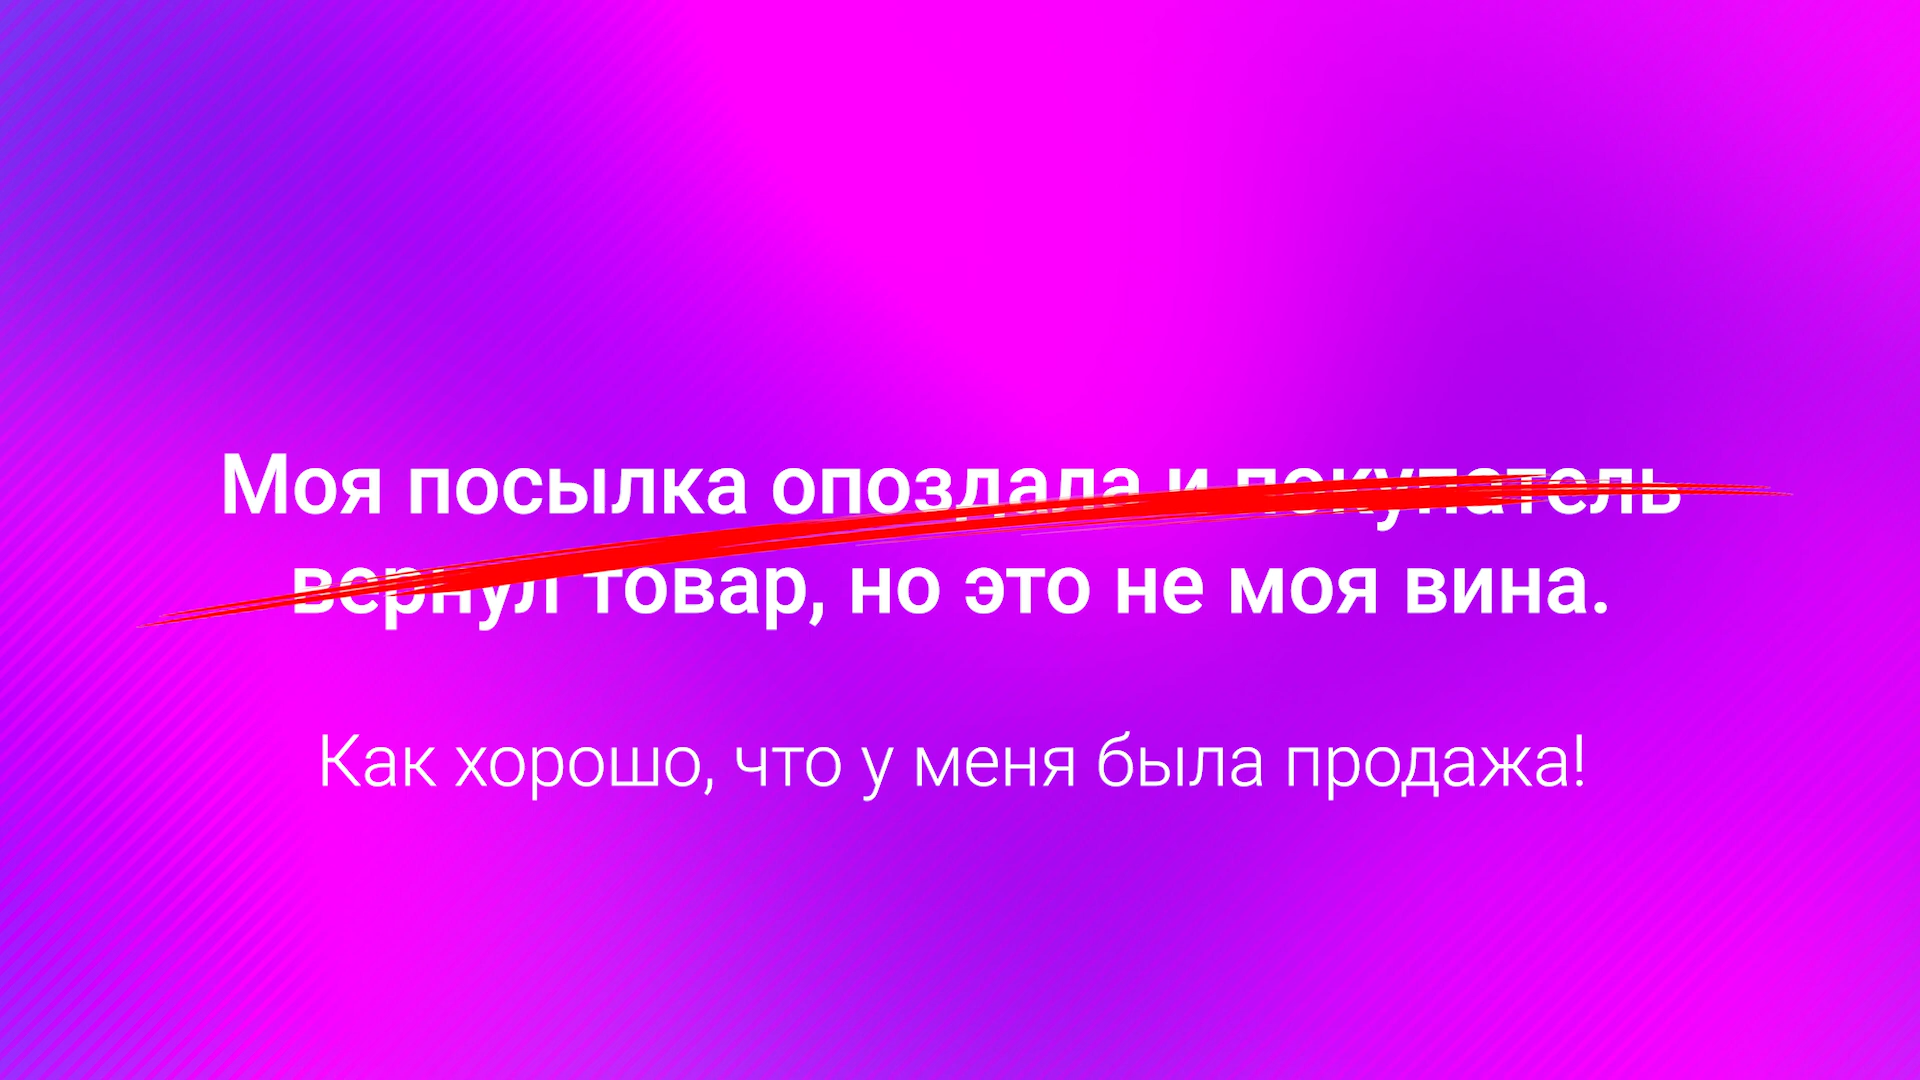 Моя посылка опоздала и покупатель
вернул товар, но это не моя вина.
Как хорошо, что у меня была продажа!